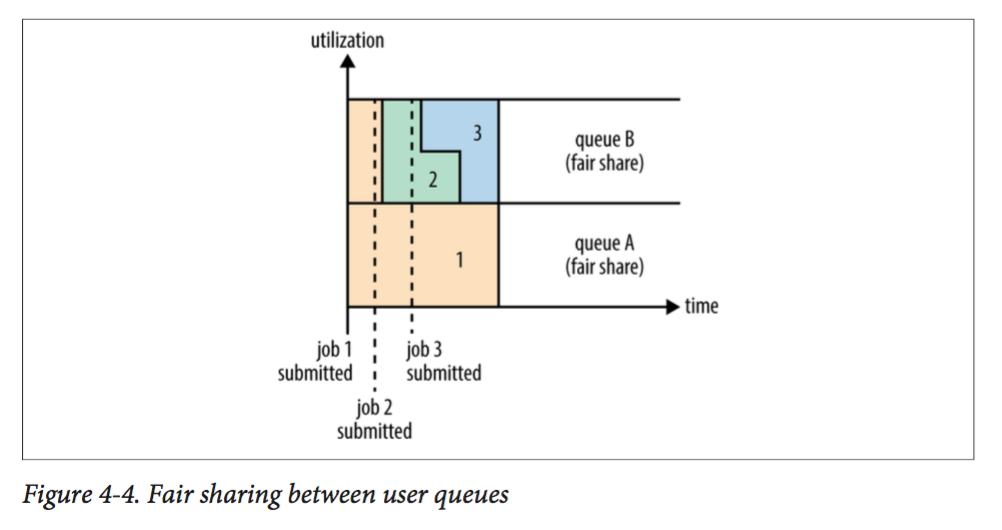 utilization
3
queue B
(fair share)
2
queue A
(fair share)
1
time
job 1
submitted
job 3
submitted
job 2
submitted
Figure 4-4. Fair sharing between user queues